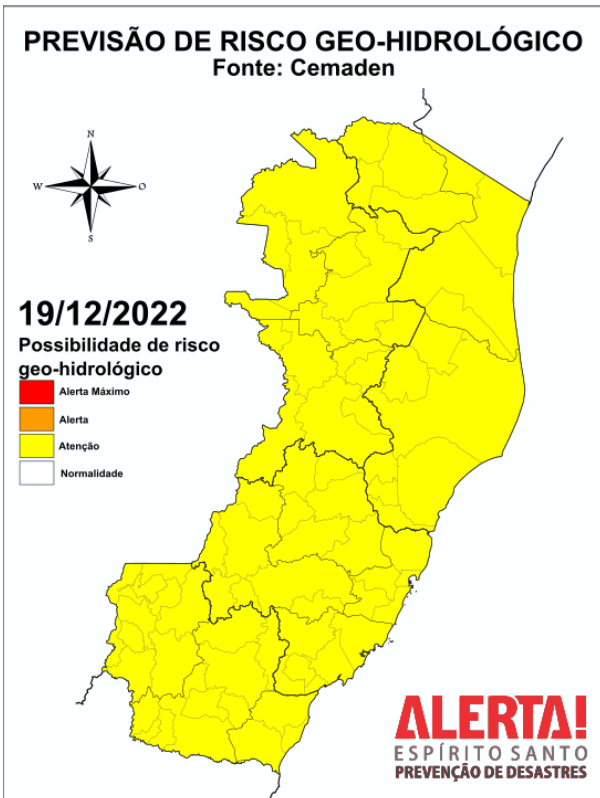 PREVISÃO DE RISCO GEO-HIDROLÓGICO
Fonte: Cemaden
N
W
O
S
19/12/2022
Possibilidade de risco
geo-hidrológico
Alerta Máximo
Alerta
Atenção
Normalidade
ALERTA!
ESPÍRITO SANTO
PREVENÇÃO DE DESASTRES